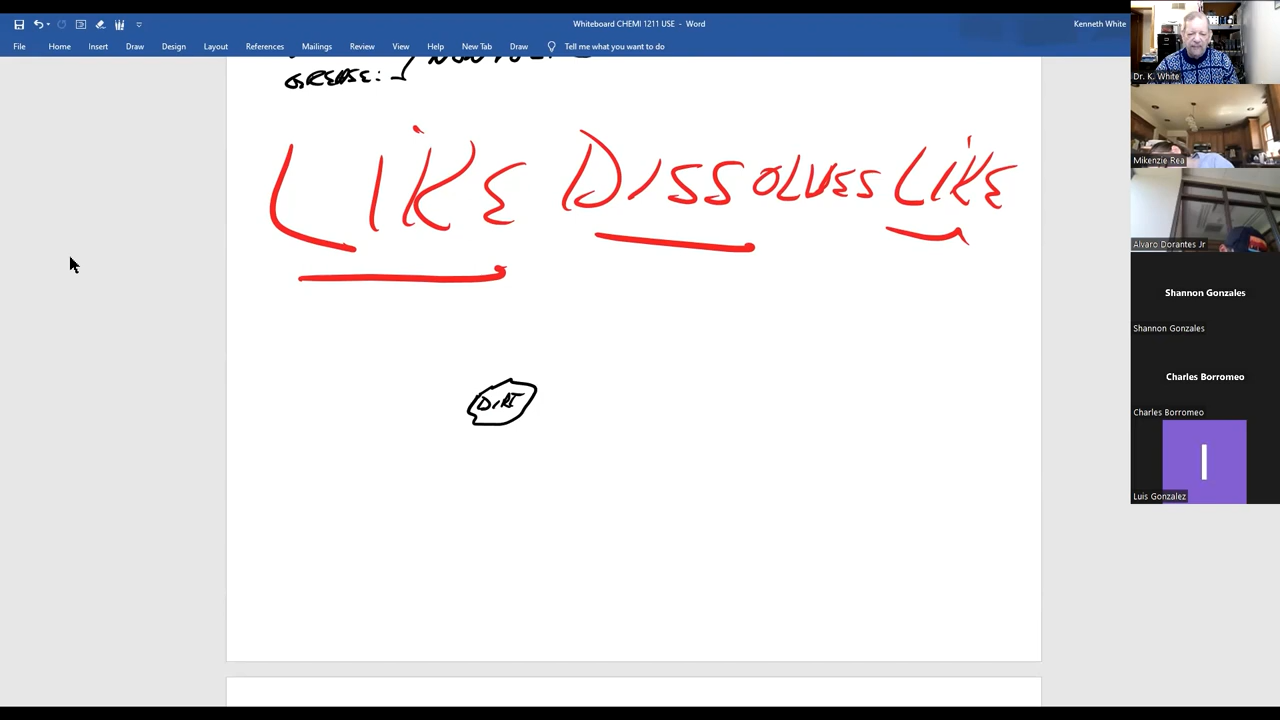 Whiteboard CHEMI 1211 USE - Word
Kenneth White
File Home Insert Draw Design Layout References Mailings Review View Help New Tab Draw Tell me what you want to do
GREASE:
LIKE DISSOLVES LIKE
DIRT
Dr. K. White
Mikenzie Rea
Alvaro Dorantes Jr
Shannon Gonzales
Shannon Gonzales
Charles Borromeo
Charles Borromeo
I
Luis Gonzalez